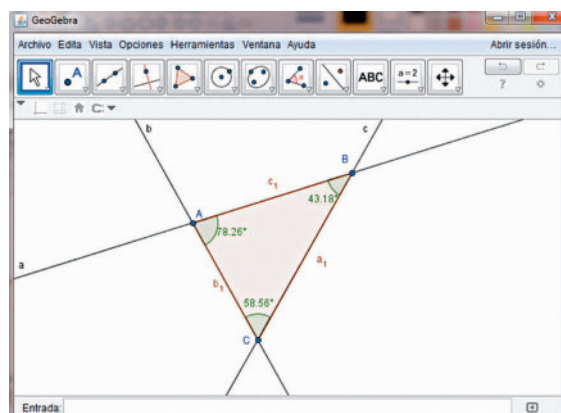 GeoGebra
Archivo Edita Vista Opciones Herramientas Ventana Ayuda Abrir sesión...
A ABC a=2
?
b c
B
c₁
43.18°
A
78.26°
a
b₁ a₁
58.56°
C
Entrada: